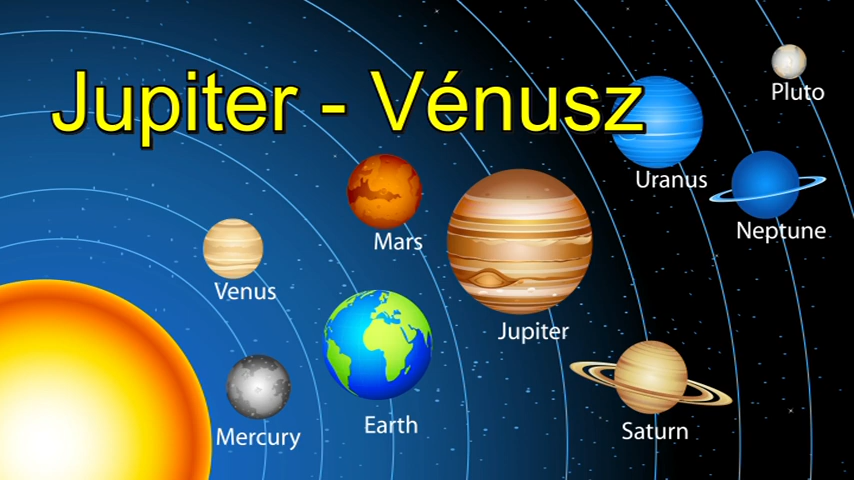 Jupiter - Vénusz
Pluto
Uranus
Neptune
Mars
Venus
Jupiter
Earth
Saturn
Mercury